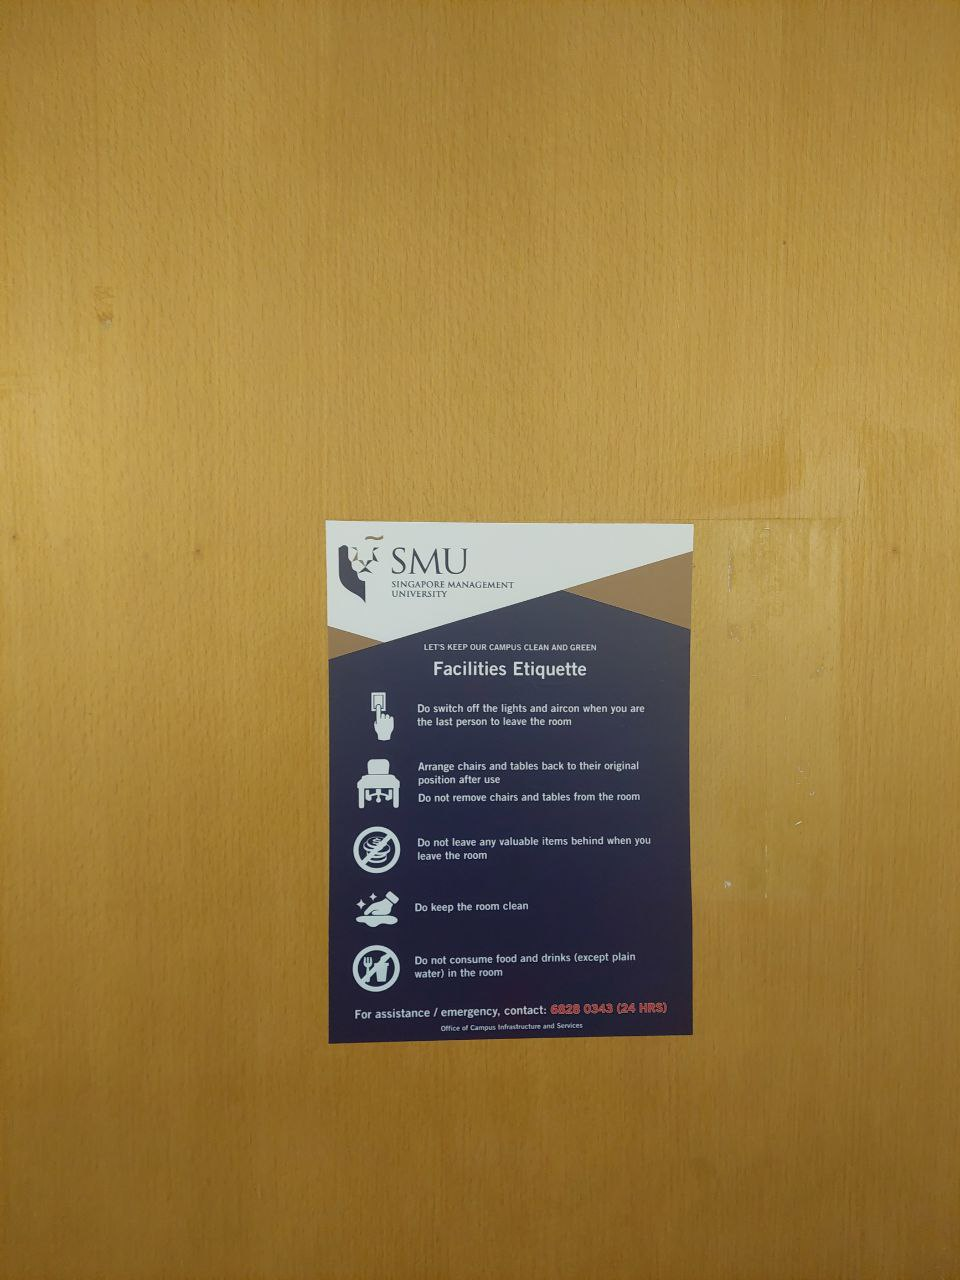 SMU
SINGAPORE MANAGEMENT
UNIVERSITY
LET'S KEEP OUR CAMPUS CLEAN AND GREEN
Facilities Etiquette
Do switch off the lights and aircon when you are
the last person to leave the room
Arrange chairs and tables back to their original
position after use
Do not remove chairs and tables from the room
Do not leave any valuable items behind when you
leave the room
Do keep the room clean
Do not consume food and drinks (except plain
water) in the room
For assistance / emergency, contact: 6828 0343 (24 HRS)
Office of Campus Infrastructure and Services